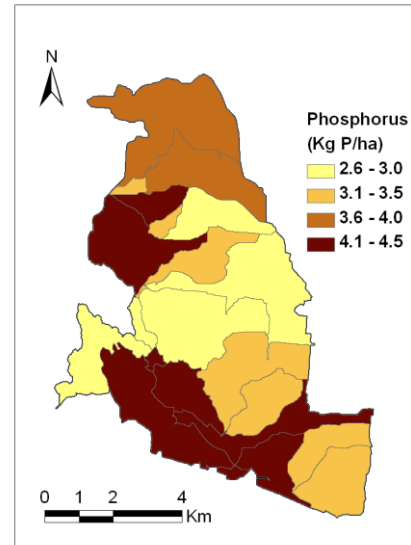 N
Phosphorus
(Kg P/ha)
2.6 - 3.0
3.1 - 3.5
3.6 - 4.0
4.1 - 4.5
0 1 2 4
Km